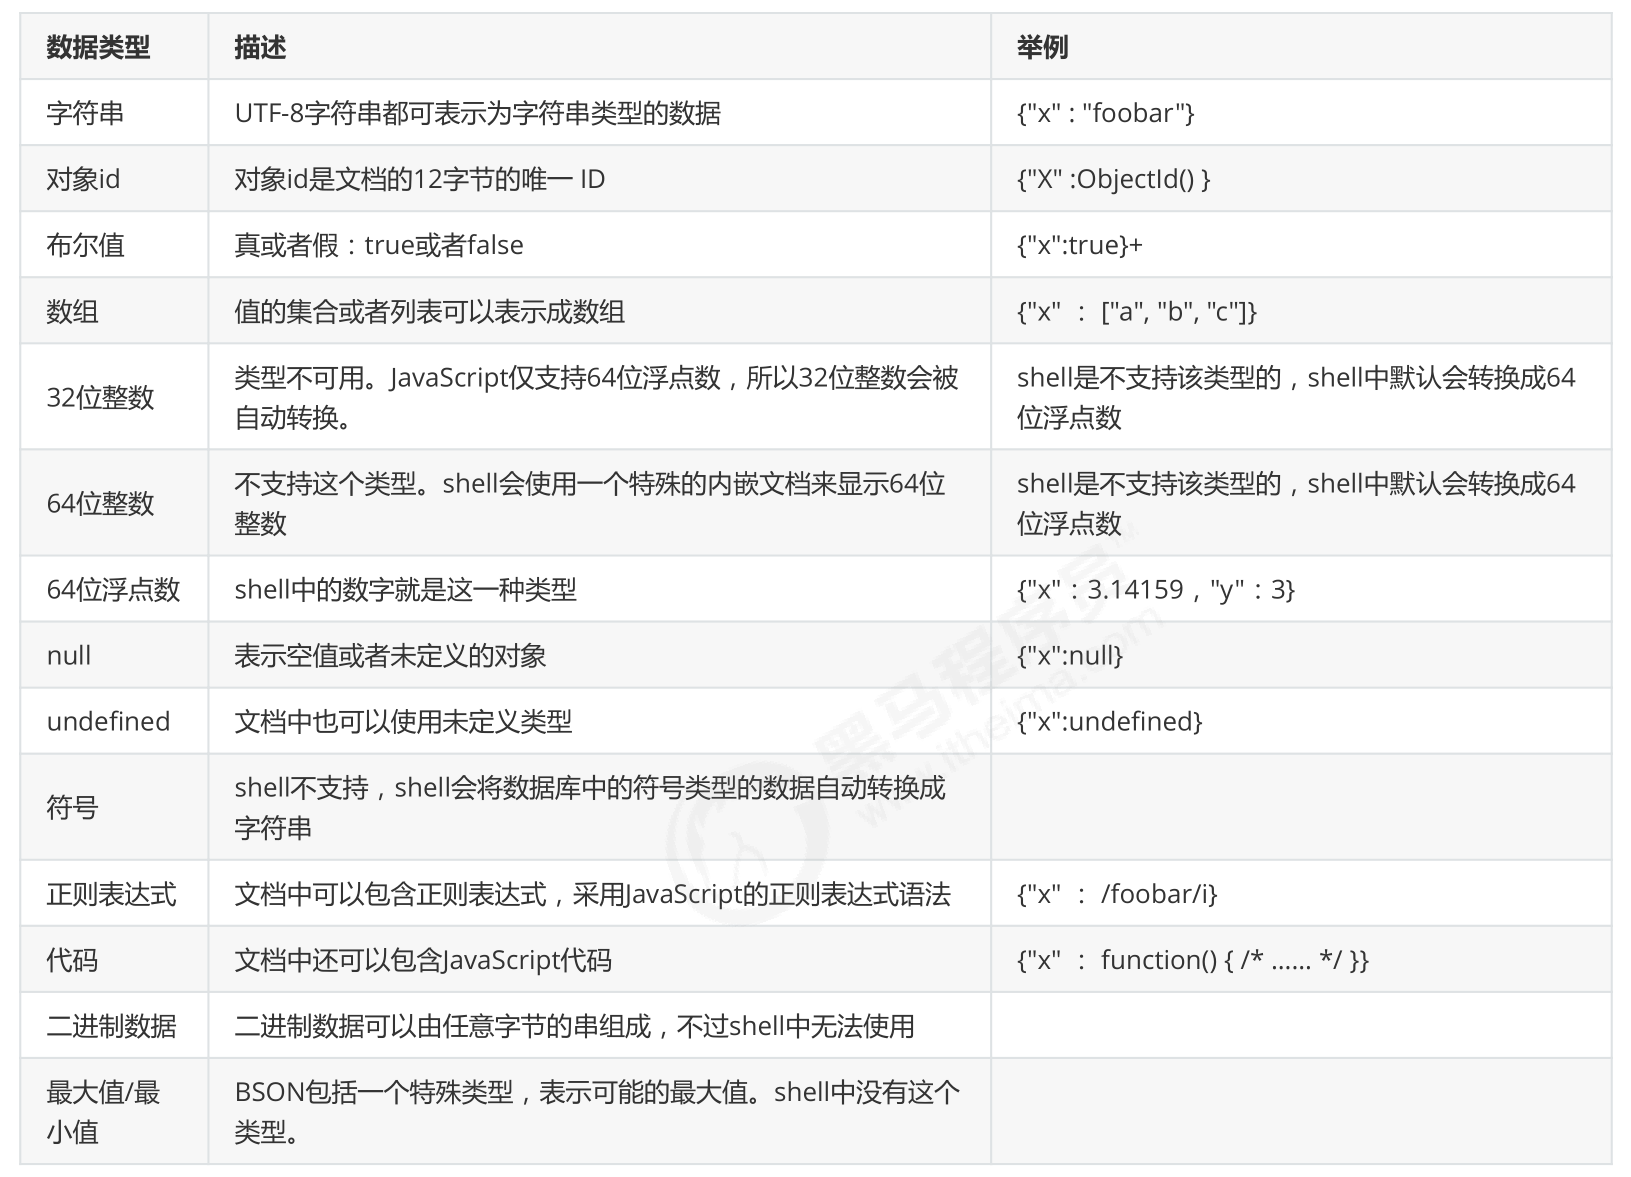 数据类型 描述 举例
字符串 UTF-8字符串都可表示为字符串类型的数据 {"x" : "foobar"}
对象id 对象id是文档的12字节的唯一 ID {"X" :ObjectId() }
布尔值 真或者假：true或者false {"x":true}+
数组 值的集合或者列表可以表示成数组 {"x" ： ["a", "b", "c"]}
32位整数 类型不可用。JavaScript仅支持64位浮点数，所以32位整数会被 shell是不支持该类型的，shell中默认会转换成64
自动转换。 位浮点数
64位整数 不支持这个类型。shell会使用一个特殊的内嵌文档来显示64位 shell是不支持该类型的，shell中默认会转换成64
整数 位浮点数
64位浮点数 shell中的数字就是这一种类型 {"x"：3.14159，"y"：3}
null 表示空值或者未定义的对象 {"x":null}
undefined 文档中也可以使用未定义类型 {"x":undefined}
符号 shell不支持，shell会将数据库中的符号类型的数据自动转换成
字符串
正则表达式 文档中可以包含正则表达式，采用JavaScript的正则表达式语法 {"x" ： /foobar/i}
代码 文档中还可以包含JavaScript代码 {"x" ： function() { /* …… */ }}
二进制数据 二进制数据可以由任意字节的串组成，不过shell中无法使用
最大值/最 BSON包括一个特殊类型，表示可能的最大值。shell中没有这个
小值 类型。
黑马程序员
www.itheima.com